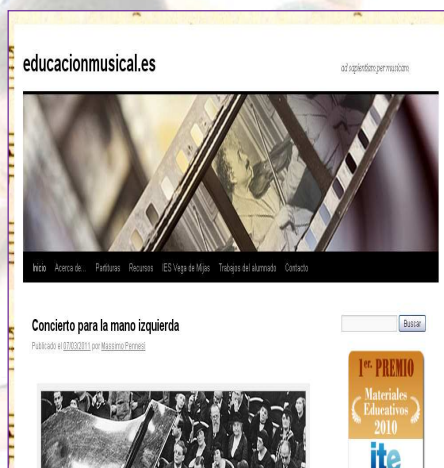 educacionmusical.es
ad sapientiam per musicam
Inicio Acerca de... Partituras Recursos IES Vega de Mijas Trabajos del alumnado Contacto
Concierto para la mano izquierda
Publicado el 07/03/2011 por Massimo Pennesi
Buscar
1er. PREMIO
Materiales
Educativos
2010
ite